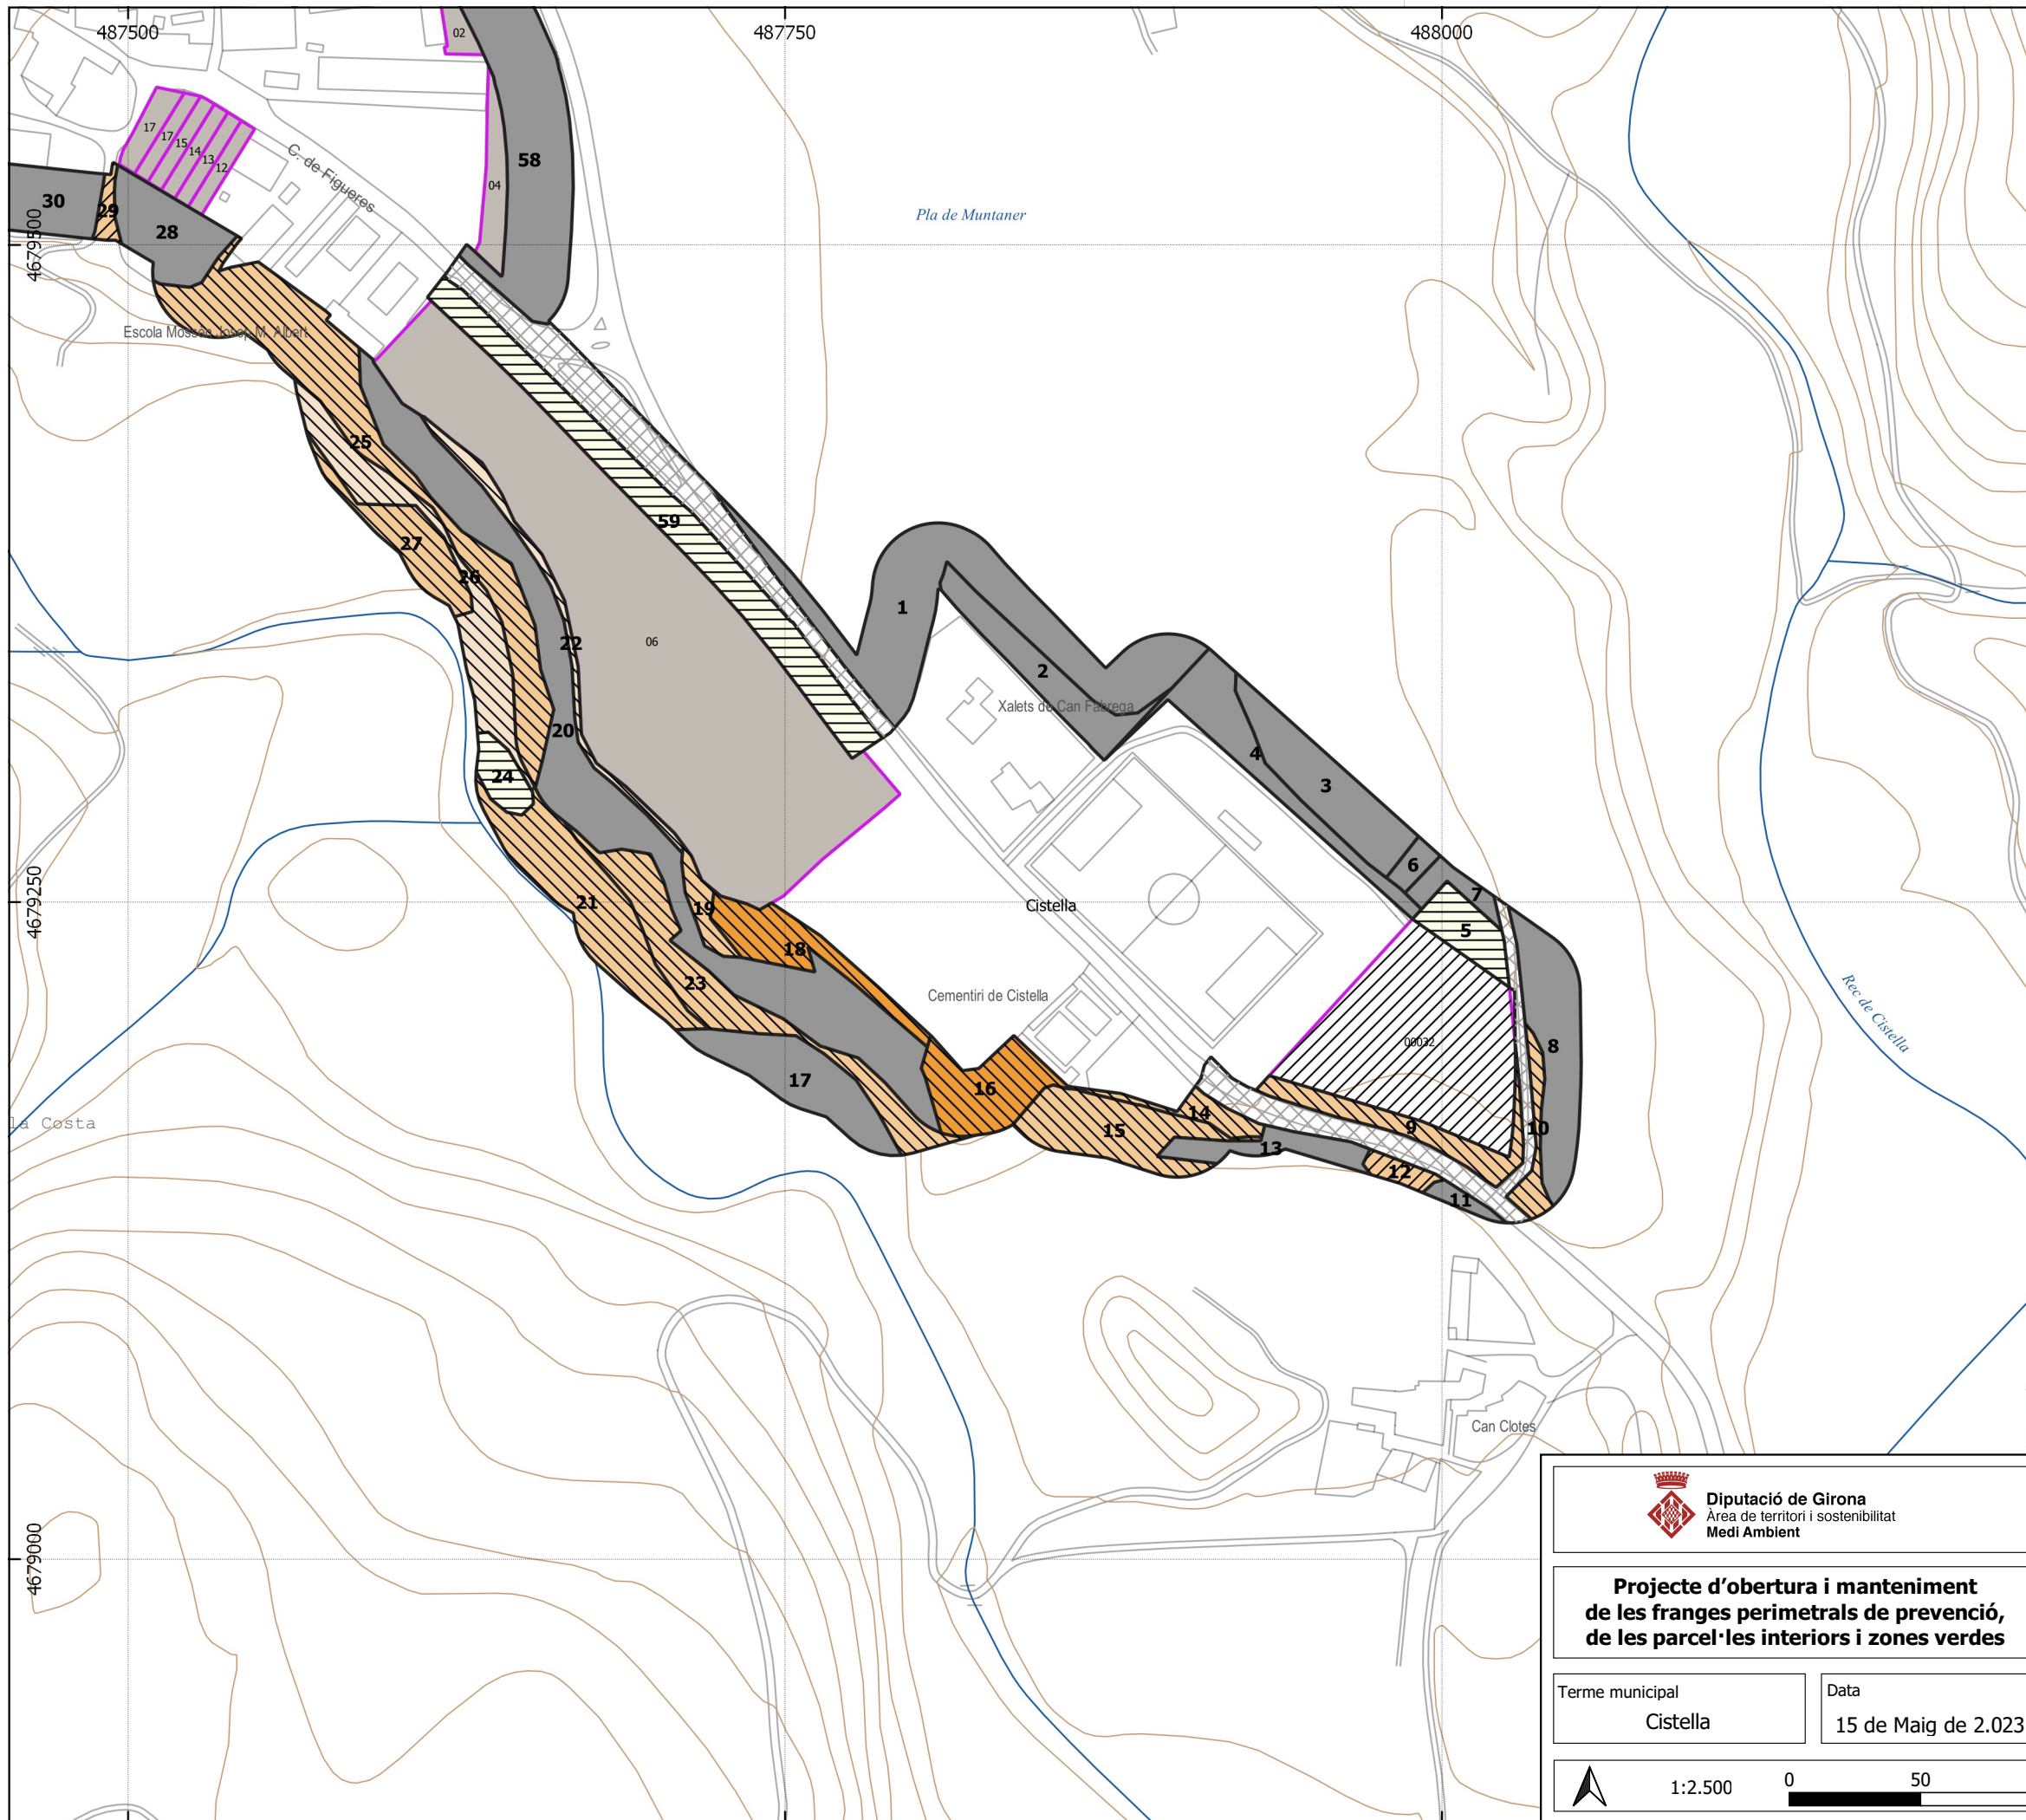 487500
487750
488000
02
17
17
15
14
13
12
C. de Figueres
58
04
30
29
28
4679500
Pla de Muntaner
Escola Mossèn Josep M. Albert
25
59
27
26
1
22
06
2
Xalets de Can Fàbrega
20
4
3
24
6
7
4679250
21
19
Cistella
5
18
23
Cementiri de Cistella
Rec de Cistella
00032
8
17
16
la Costa
14
15
9
10
13
12
11
Can Clotes
4679000
Diputació de Girona
Àrea de territori i sostenibilitat
Medi Ambient
Projecte d'obertura i manteniment
de les franges perimetrals de prevenció,
de les parcel·les interiors i zones verdes
Terme municipal
Cistella
Data
15 de Maig de 2.023
1:2.500
0
50